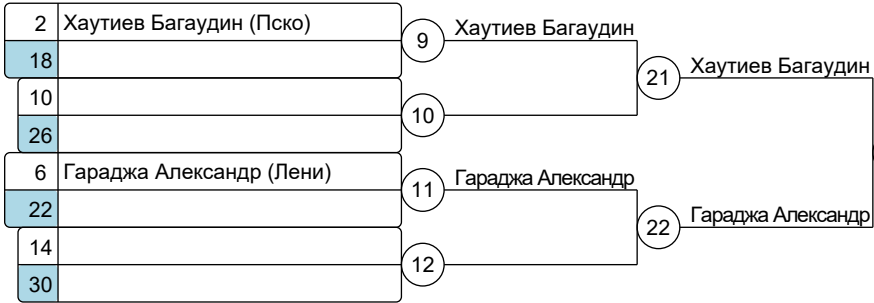 2 Хаутиев Багаудин (Пско)
18
9 Хаутиев Багаудин
10
26
10
21 Хаутиев Багаудин
6 Гараджа Александр (Лени)
22
11 Гараджа Александр
14
30
12
22 Гараджа Александр